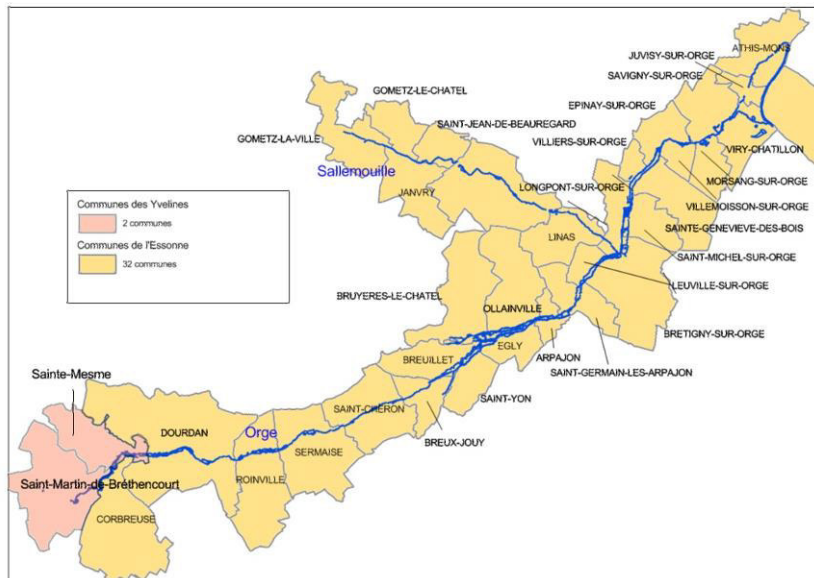 ATHIS-MONS
JUVISY-SUR-ORGE
SAVIGNY-SUR-ORGE
GOMETZ-LE-CHATEL
EPINAY-SUR-ORGE
SAINT-JEAN-DE-BEAUREGARD
GOMETZ-LA-VILLE
VILLIERS-SUR-ORGE
VIRY-CHATILLON
Sallemouille
MORSANG-SUR-ORGE
JANVRY
LONGPONT-SUR-ORGE
Communes des Yvelines
2 communes
Communes de l'Essonne
32 communes
VILLEMOISSON-SUR-ORGE
SAINTE-GENEVIEVE-DES-BOIS
LINAS
SAINT-MICHEL-SUR-ORGE
LEUVILLE-SUR-ORGE
BRUYERES-LE-CHATEL
OLLAINVILLE
BRETIGNY-SUR-ORGE
EGLY
BREUILLET
ARPAJON
SAINT-GERMAIN-LES-ARPAJON
Sainte-Mesme
SAINT-YON
SAINT-CHERON
DOURDAN
Orge
BREUX-JOUY
SERMAISE
ROINVILLE
Saint-Martin-de-Bréthencourt
CORBREUSE